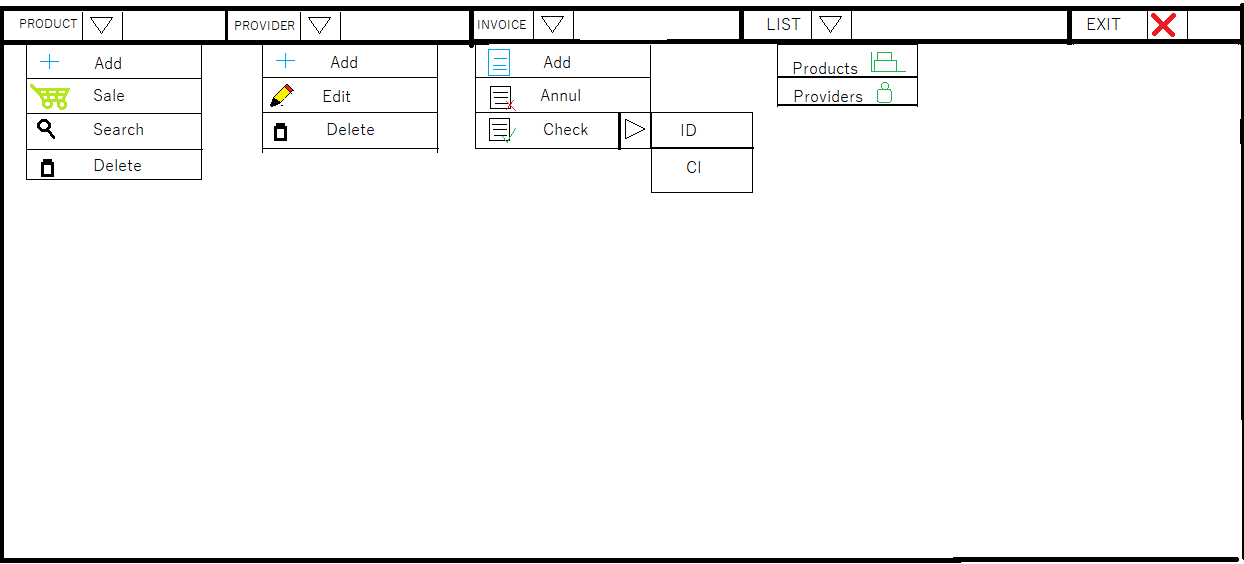 PRODUCT PROVIDER INVOICE LIST EXIT
Add Add Add Products
Sale Edit Annul Providers
Search Delete Check ID
Delete CI